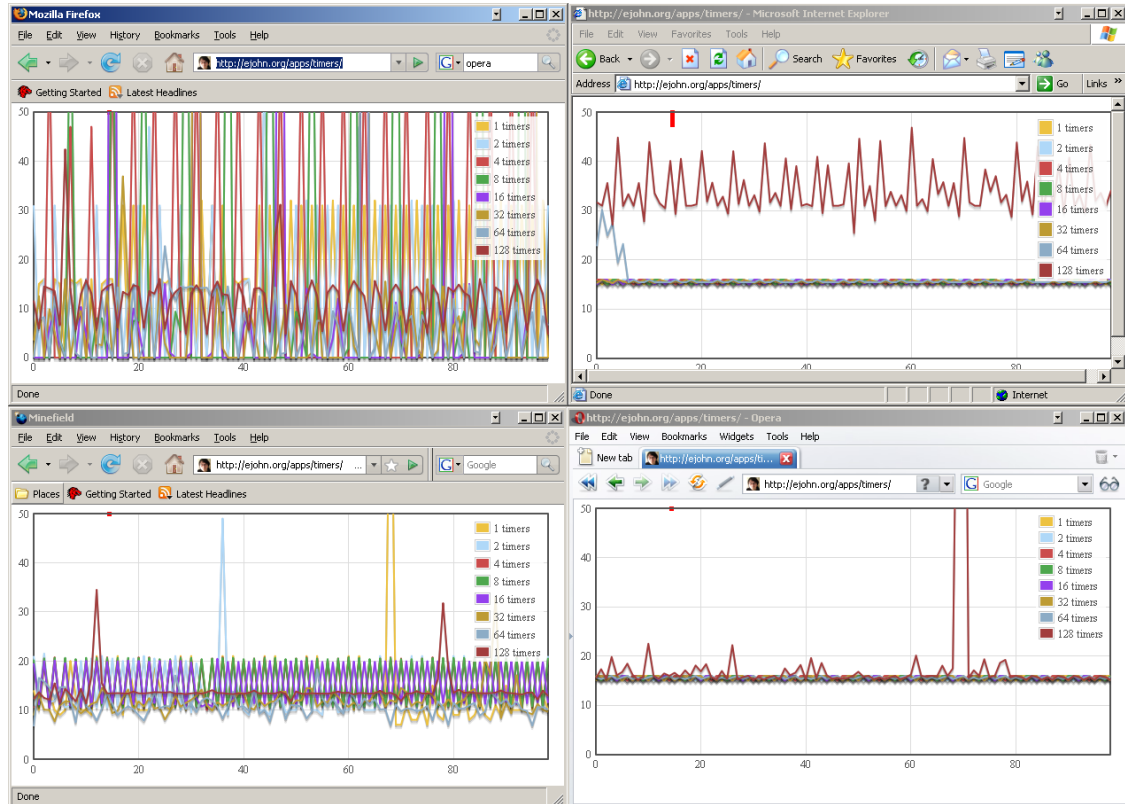 Mozilla Firefox
File Edit View History Bookmarks Tools Help
http://ejohn.org/apps/timers/
G opera
Getting Started Latest Headlines
50
40
30
20
10
0
0 20 40 60 80
1 timers
2 timers
4 timers
8 timers
16 timers
32 timers
64 timers
128 timers
Done
http://ejohn.org/apps/timers/ - Microsoft Internet Explorer
File Edit View Favorites Tools Help
Back Search Favorites
Address http://ejohn.org/apps/timers/ Go Links »
50
40
30
20
10
0
0 20 40 60 80
1 timers
2 timers
4 timers
8 timers
16 timers
32 timers
64 timers
128 timers
Done Internet
Minefield
File Edit View History Bookmarks Tools Help
http://ejohn.org/apps/timers/ ...
G Google
Places Getting Started Latest Headlines
50
40
30
20
10
0
0 20 40 60 80
1 timers
2 timers
4 timers
8 timers
16 timers
32 timers
64 timers
128 timers
Done
http://ejohn.org/apps/timers/ - Opera
File Edit View Bookmarks Widgets Tools Help
New tab http://ejohn.org/apps/ti...
http://ejohn.org/apps/timers/ ? G Google
50
40
30
20
10
0
0 20 40 60 80
1 timers
2 timers
4 timers
8 timers
16 timers
32 timers
64 timers
128 timers